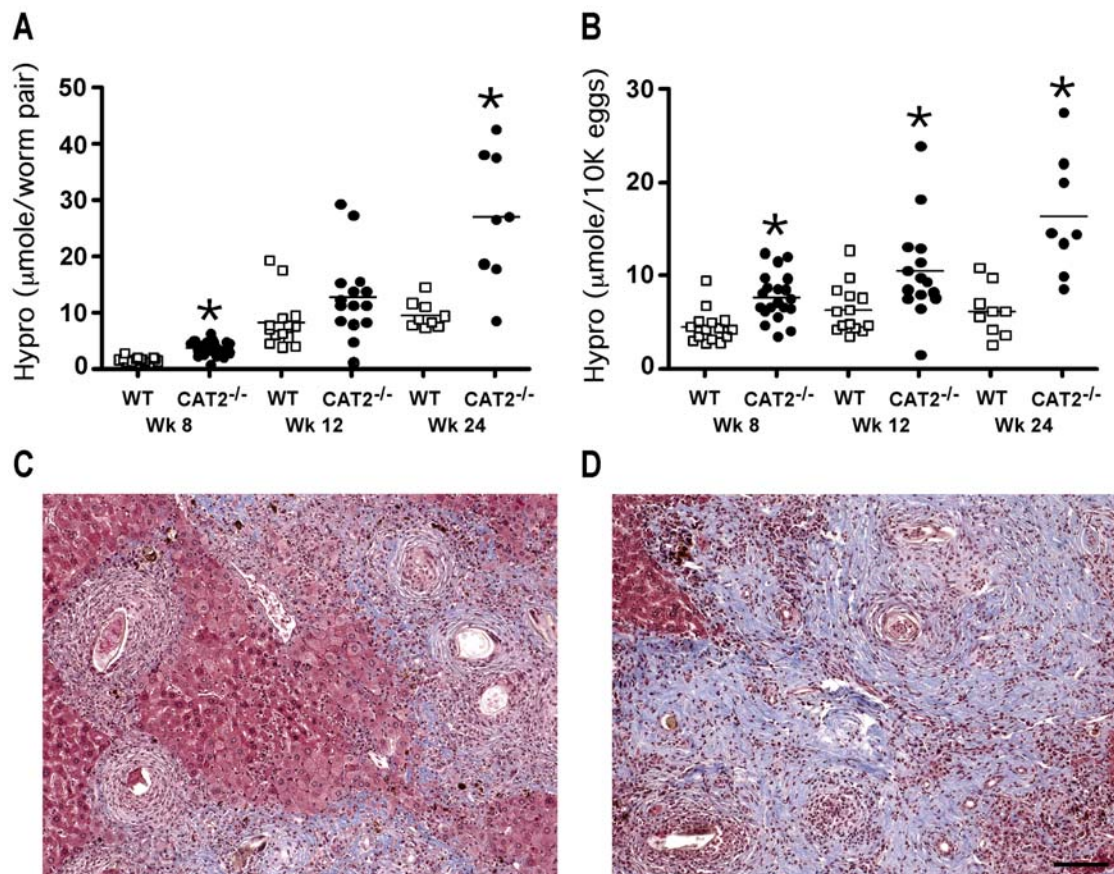 A
Hypro (μmole/worm pair)
50
40
30
20
10
0
*
*
WT CAT2-/- WT CAT2-/- WT CAT2-/-
Wk 8 Wk 12 Wk 24
B
Hypro (μmole/10K eggs)
30
20
10
0
*
*
*
WT CAT2-/- WT CAT2-/- WT CAT2-/-
Wk 8 Wk 12 Wk 24
C
D